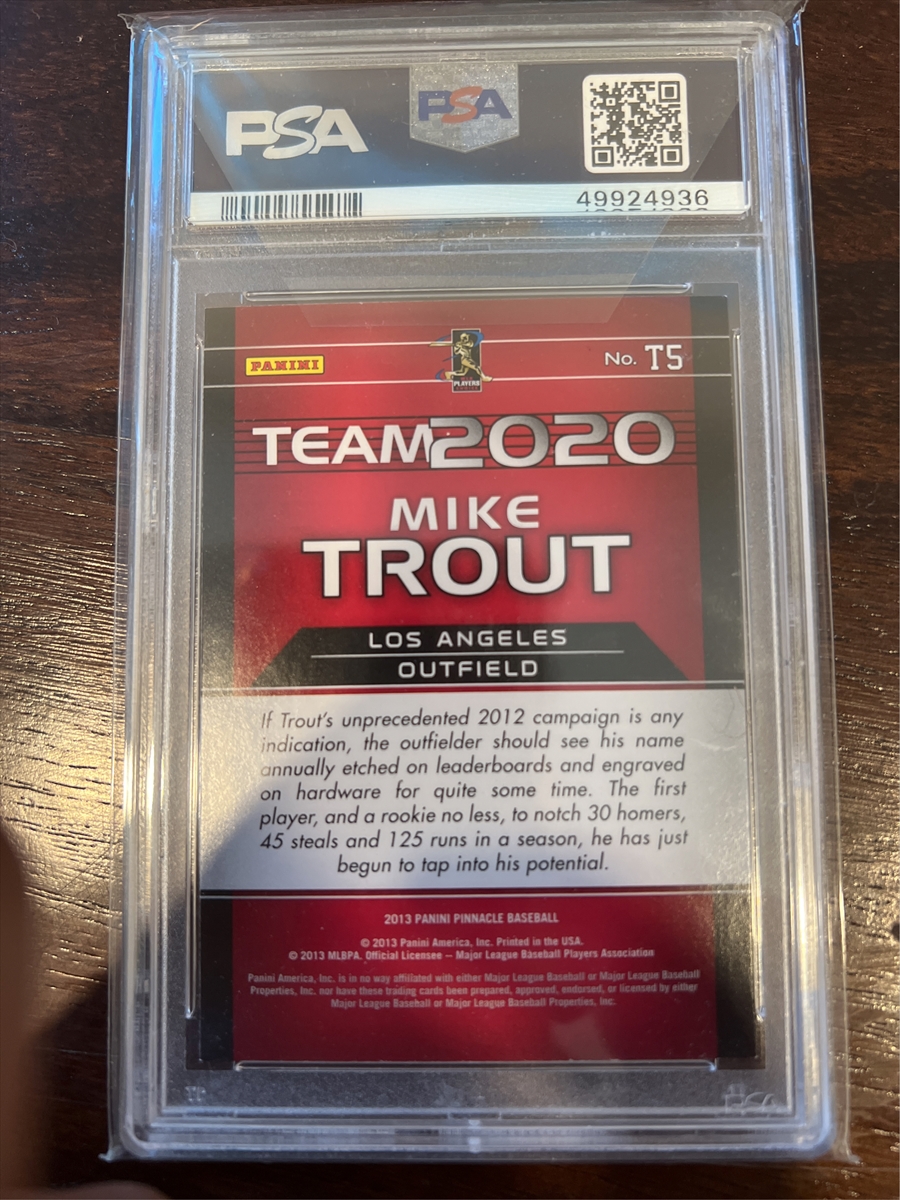 PSA
PSA
49924936
PANINI
PLAYERS
No. T5
TEAM 2020
MIKE
TROUT
LOS ANGELES
OUTFIELD
If Trout's unprecedented 2012 campaign is any
indication, the outfielder should see his name
annually etched on leaderboards and engraved
on hardware for quite some time. The first
player, and a rookie no less, to notch 30 homers,
45 steals and 125 runs in a season, he has just
begun to tap into his potential.
2013 PANINI PINNACLE BASEBALL
© 2013 Panini America, Inc. Printed in the USA.
© 2013 MLBPA. Official Licensee – Major League Baseball Players Association
Panini America, Inc. is in no way affiliated with either Major League Baseball or Major League Baseball
Properties, Inc. nor have these trading cards been prepared, approved, endorsed, or licensed by either
Major League Baseball or Major League Baseball Properties, Inc.
PSA